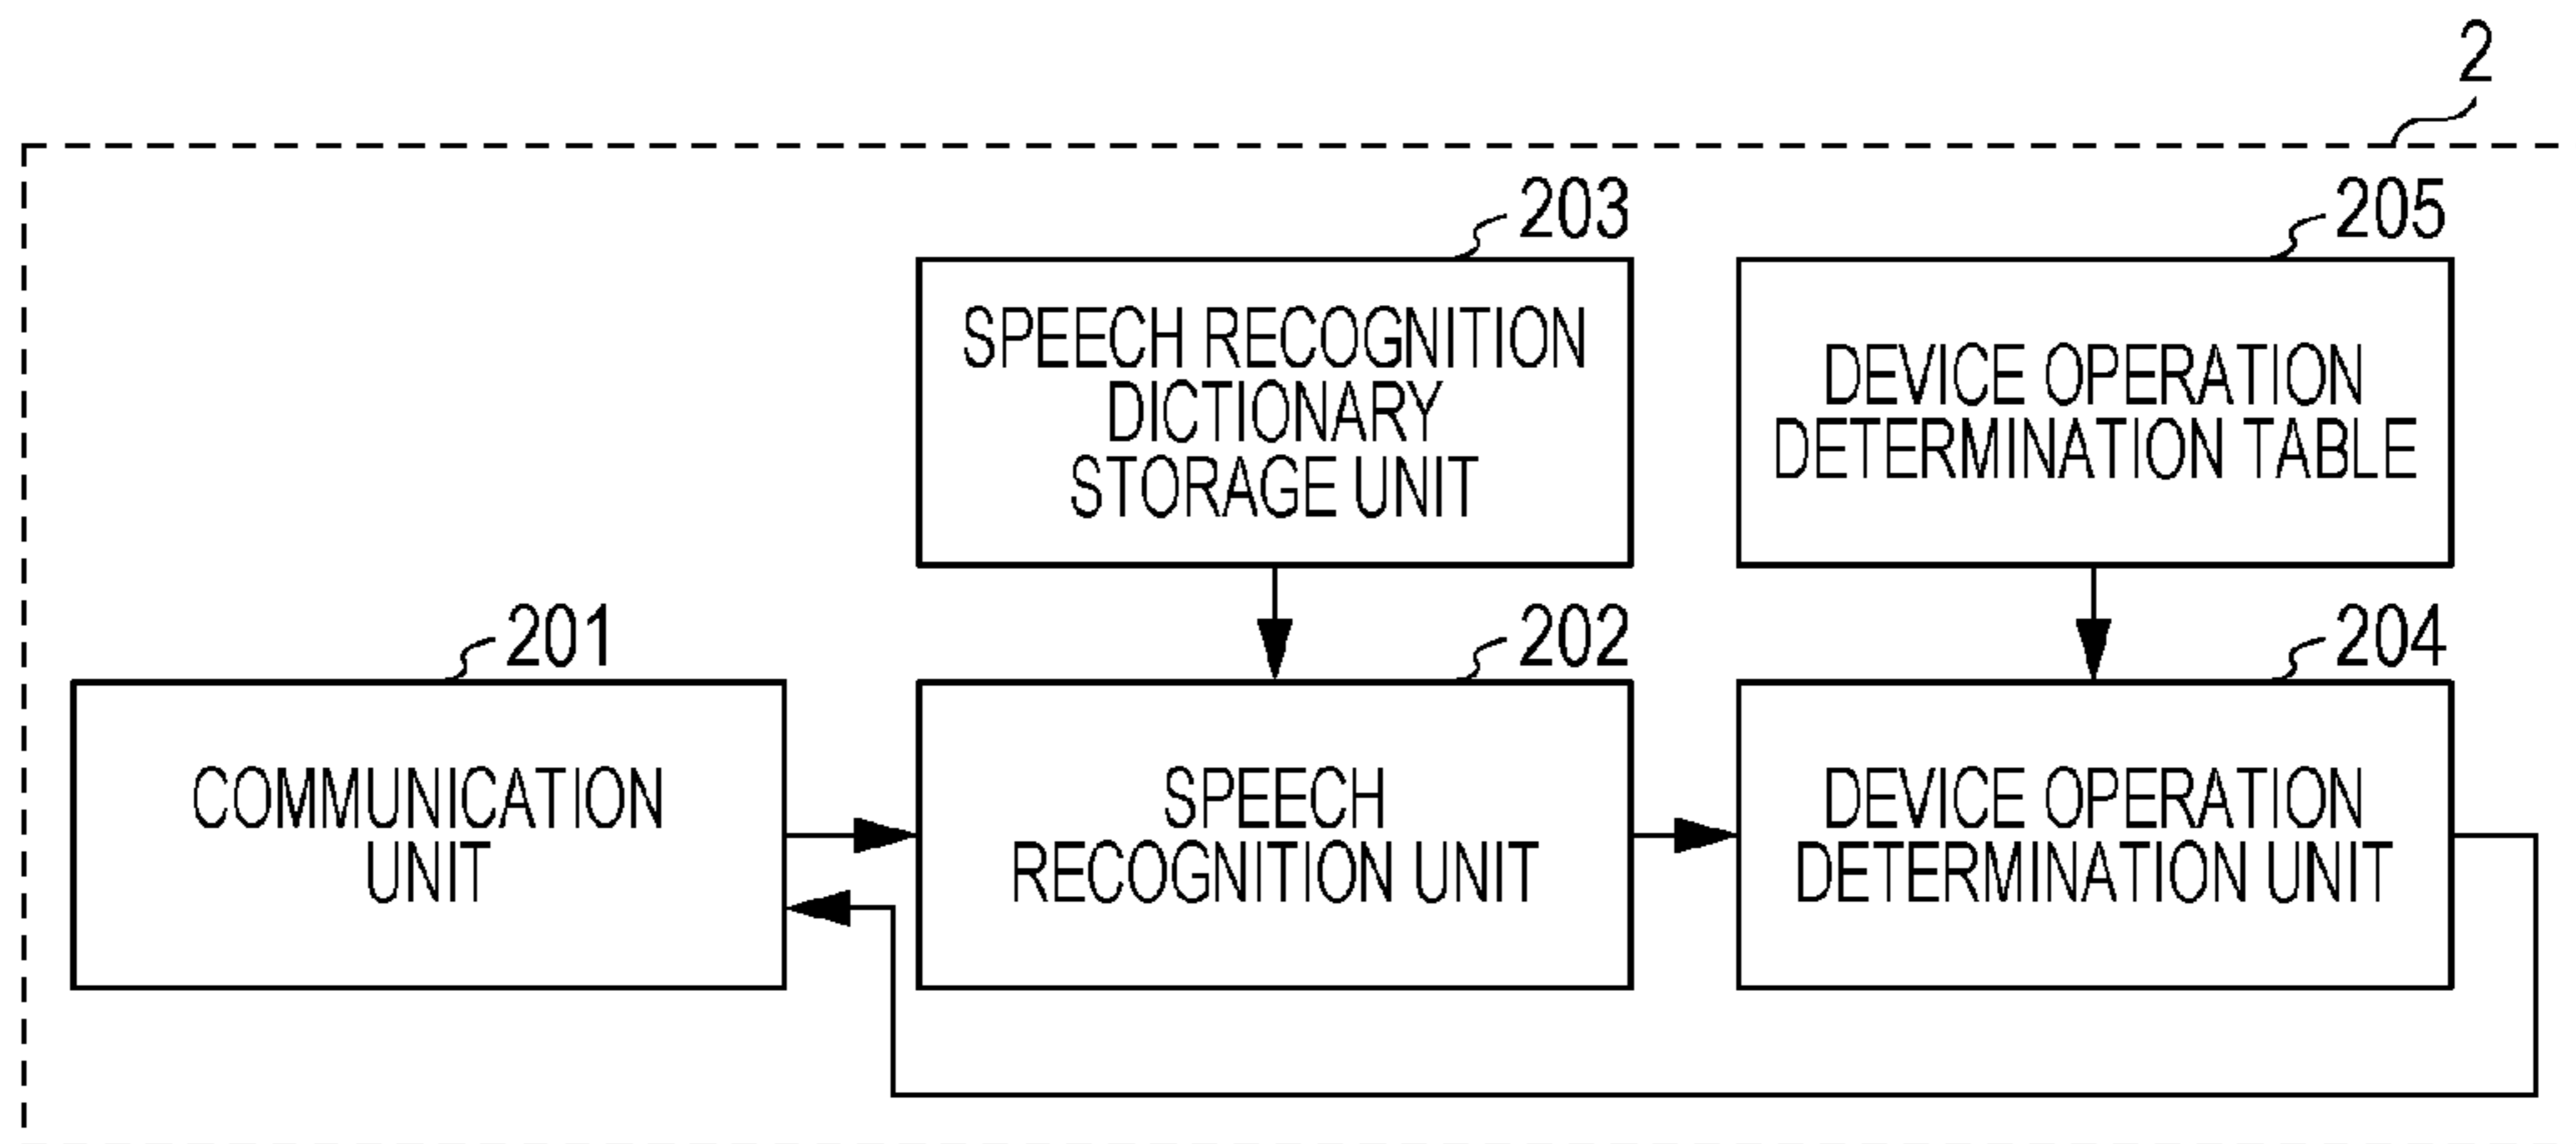 2
203
205
SPEECH RECOGNITION
DICTIONARY
STORAGE UNIT
DEVICE OPERATION
DETERMINATION TABLE
201
202
204
COMMUNICATION
UNIT
SPEECH
RECOGNITION UNIT
DEVICE OPERATION
DETERMINATION UNIT